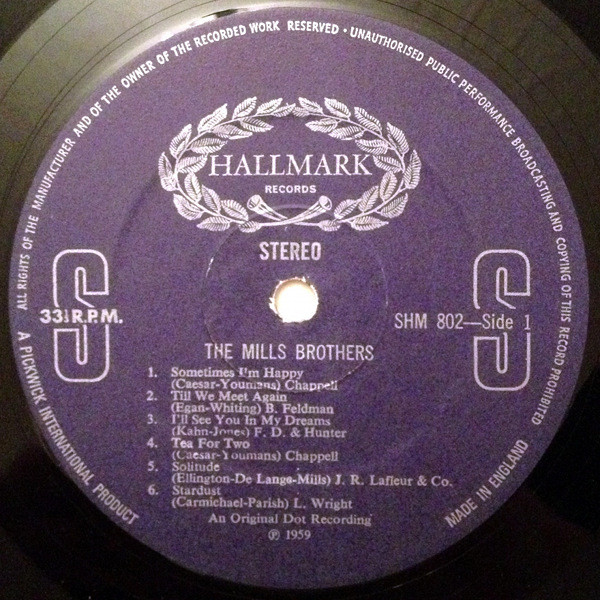 ALL RIGHTS OF THE MANUFACTURER AND OF THE OWNER OF THE RECORDED WORK RESERVED · UNAUTHORISED PUBLIC PERFORMANCE BROADCASTING AND COPYING OF THIS RECORD PROHIBITED
HALLMARK
RECORDS
STEREO
S
S
33⅓ R.P.M.
SHM 802—Side 1
THE MILLS BROTHERS
1. Sometimes I'm Happy
(Caesar-Youmans) Chappell
2. Till We Meet Again
(Egan-Whiting) B. Feldman
3. I'll See You In My Dreams
(Kahn-Jones) F. D. & Hunter
4. Tea For Two
(Caesar-Youmans) Chappell
5. Solitude
(Ellington-De Lange-Mills) J. R. Lafleur & Co.
6. Stardust
(Carmichael-Parish) L. Wright
An Original Dot Recording
℗ 1959
A PICKWICK INTERNATIONAL PRODUCT
MADE IN ENGLAND